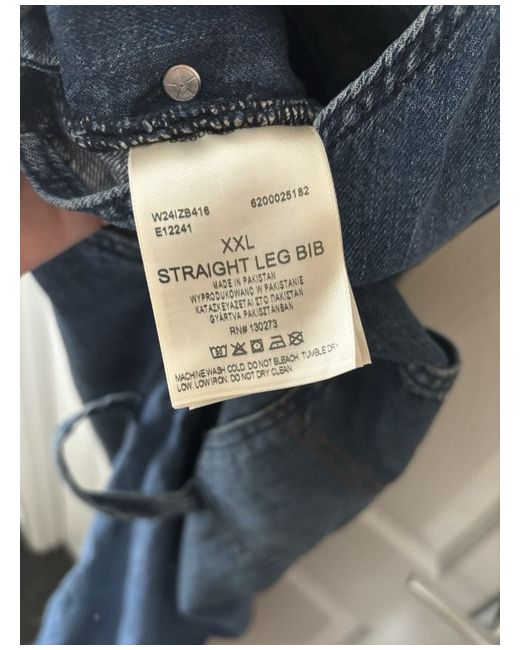 W24IZB416 6200025182
E12241
XXL
STRAIGHT LEG BIB
MADE IN PAKISTAN
WYPRODUKOWANO W PAKISTANIE
ΚΑΤΑΣΚΕΥΑΖΕΤΑΙ ΣΤΟ ΠΑΚΙΣΤΑΝ
GYÁRTVA PAKISZTÁNBAN
RN# 130273
MACHINE WASH COLD. DO NOT BLEACH. TUMBLE DRY
LOW. LOW IRON. DO NOT DRY CLEAN